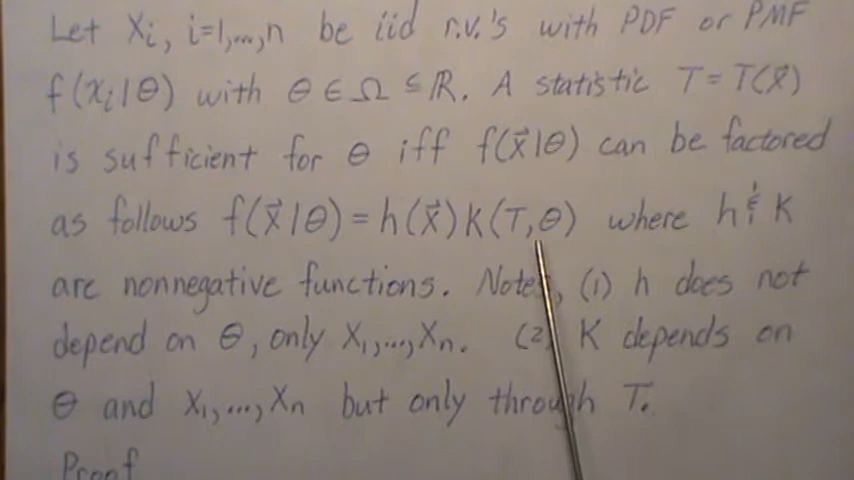 Let Xi, i=1,...,n be iid r.v.'s with PDF or PMF
f(xi|θ) with θ ∈ Ω ⊆ ℝ. A statistic T = T(x⃗)
is sufficient for θ iff f(x⃗|θ) can be factored
as follows f(x⃗|θ) = h(x⃗)K(T,θ) where h & K
are nonnegative functions. Note, (1) h does not
depend on θ, only X1,...,Xn. (2) K depends on
θ and X1,...,Xn but only through T.
Proof